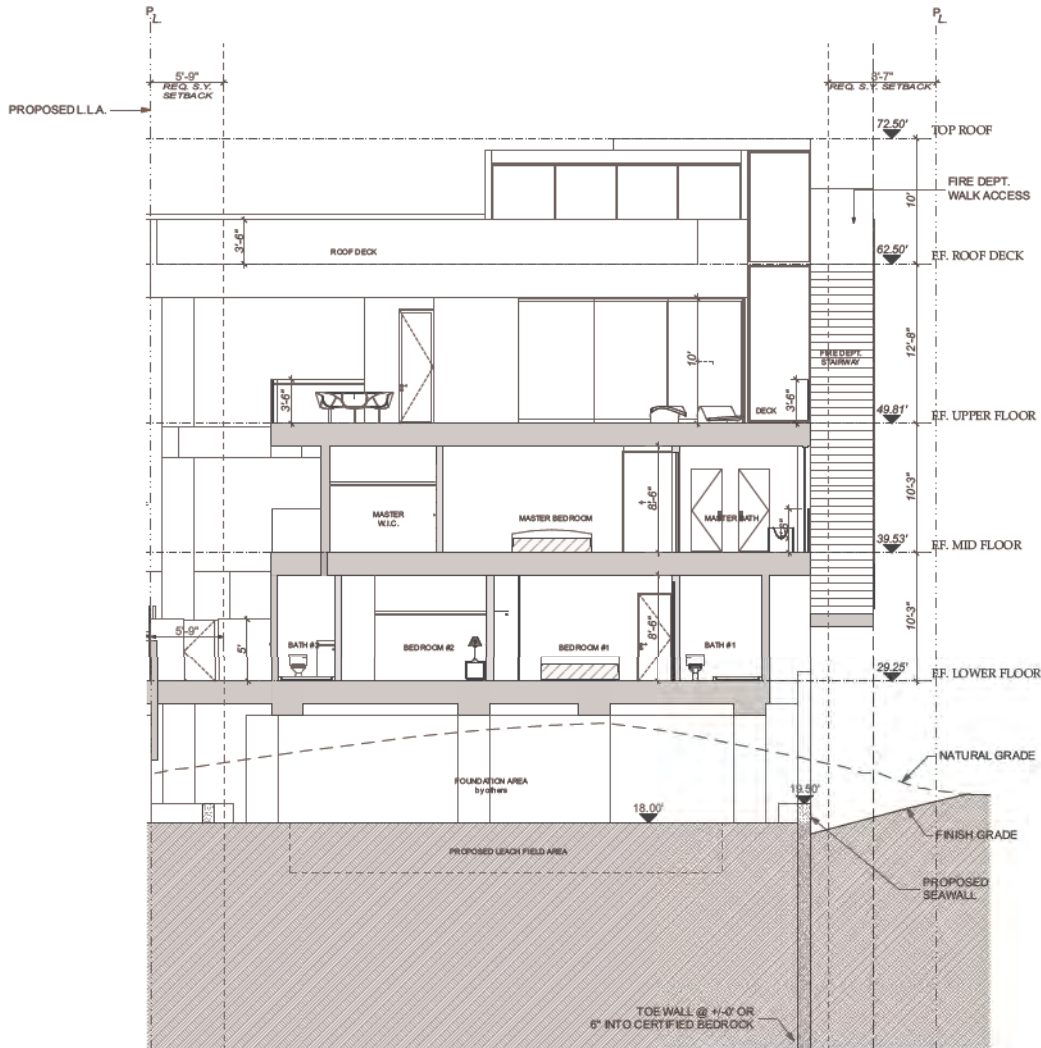 PL
PL
5'-9"
REQ. S.Y.
SETBACK
3'-7"
REQ. S.Y. SETBACK
PROPOSED L.L.A.
72.50'
TOP ROOF
FIRE DEPT.
WALK ACCESS
10'
3'-6"
ROOF DECK
62.50'
F.F. ROOF DECK
10'
FIRE DEPT.
STAIRWAY
12'-8"
3'-6"
DECK
3'-6"
49.81'
F.F. UPPER FLOOR
MASTER
W.I.C.
MASTER BEDROOM
8'-6"
MASTER BATH
10'-3"
39.53'
F.F. MID FLOOR
5'-9"
5'
BATH
BEDROOM #2
BEDROOM #1
8'-6"
BATH #1
10'-3"
29.25'
F.F. LOWER FLOOR
NATURAL GRADE
FOUNDATION AREA
by others
18.00'
19.50'
FINISH GRADE
PROPOSED LEACH FIELD AREA
PROPOSED
SEAWALL
TOE WALL @ +/-0' OR
6" INTO CERTIFIED BEDROCK